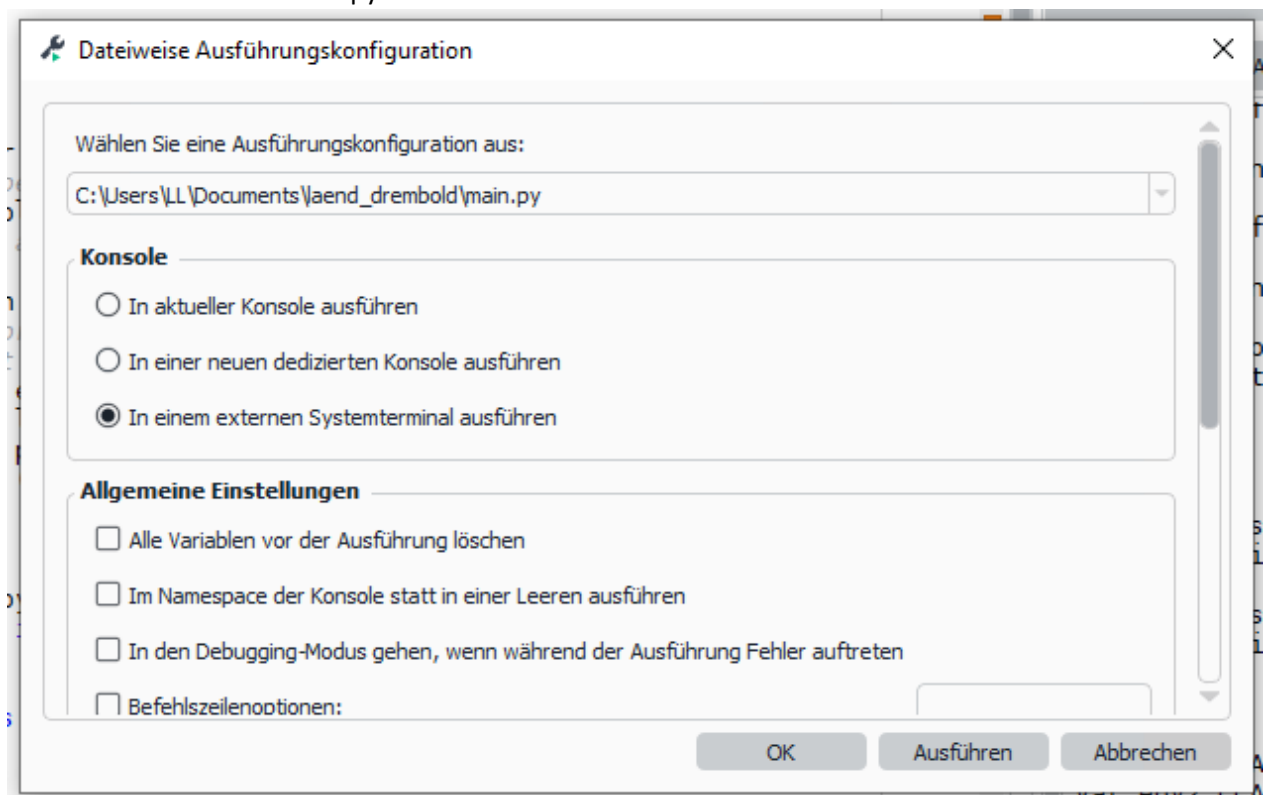 py
Dateiweise Ausführungskonfiguration
Wählen Sie eine Ausführungskonfiguration aus:
C:\Users\LL\Documents\laend_drembold\main.py
Konsole
In aktueller Konsole ausführen
In einer neuen dedizierten Konsole ausführen
In einem externen Systemterminal ausführen
Allgemeine Einstellungen
Alle Variablen vor der Ausführung löschen
Im Namespace der Konsole statt in einer Leeren ausführen
In den Debugging-Modus gehen, wenn während der Ausführung Fehler auftreten
Befehlszeilenoptionen:
OK Ausführen Abbrechen